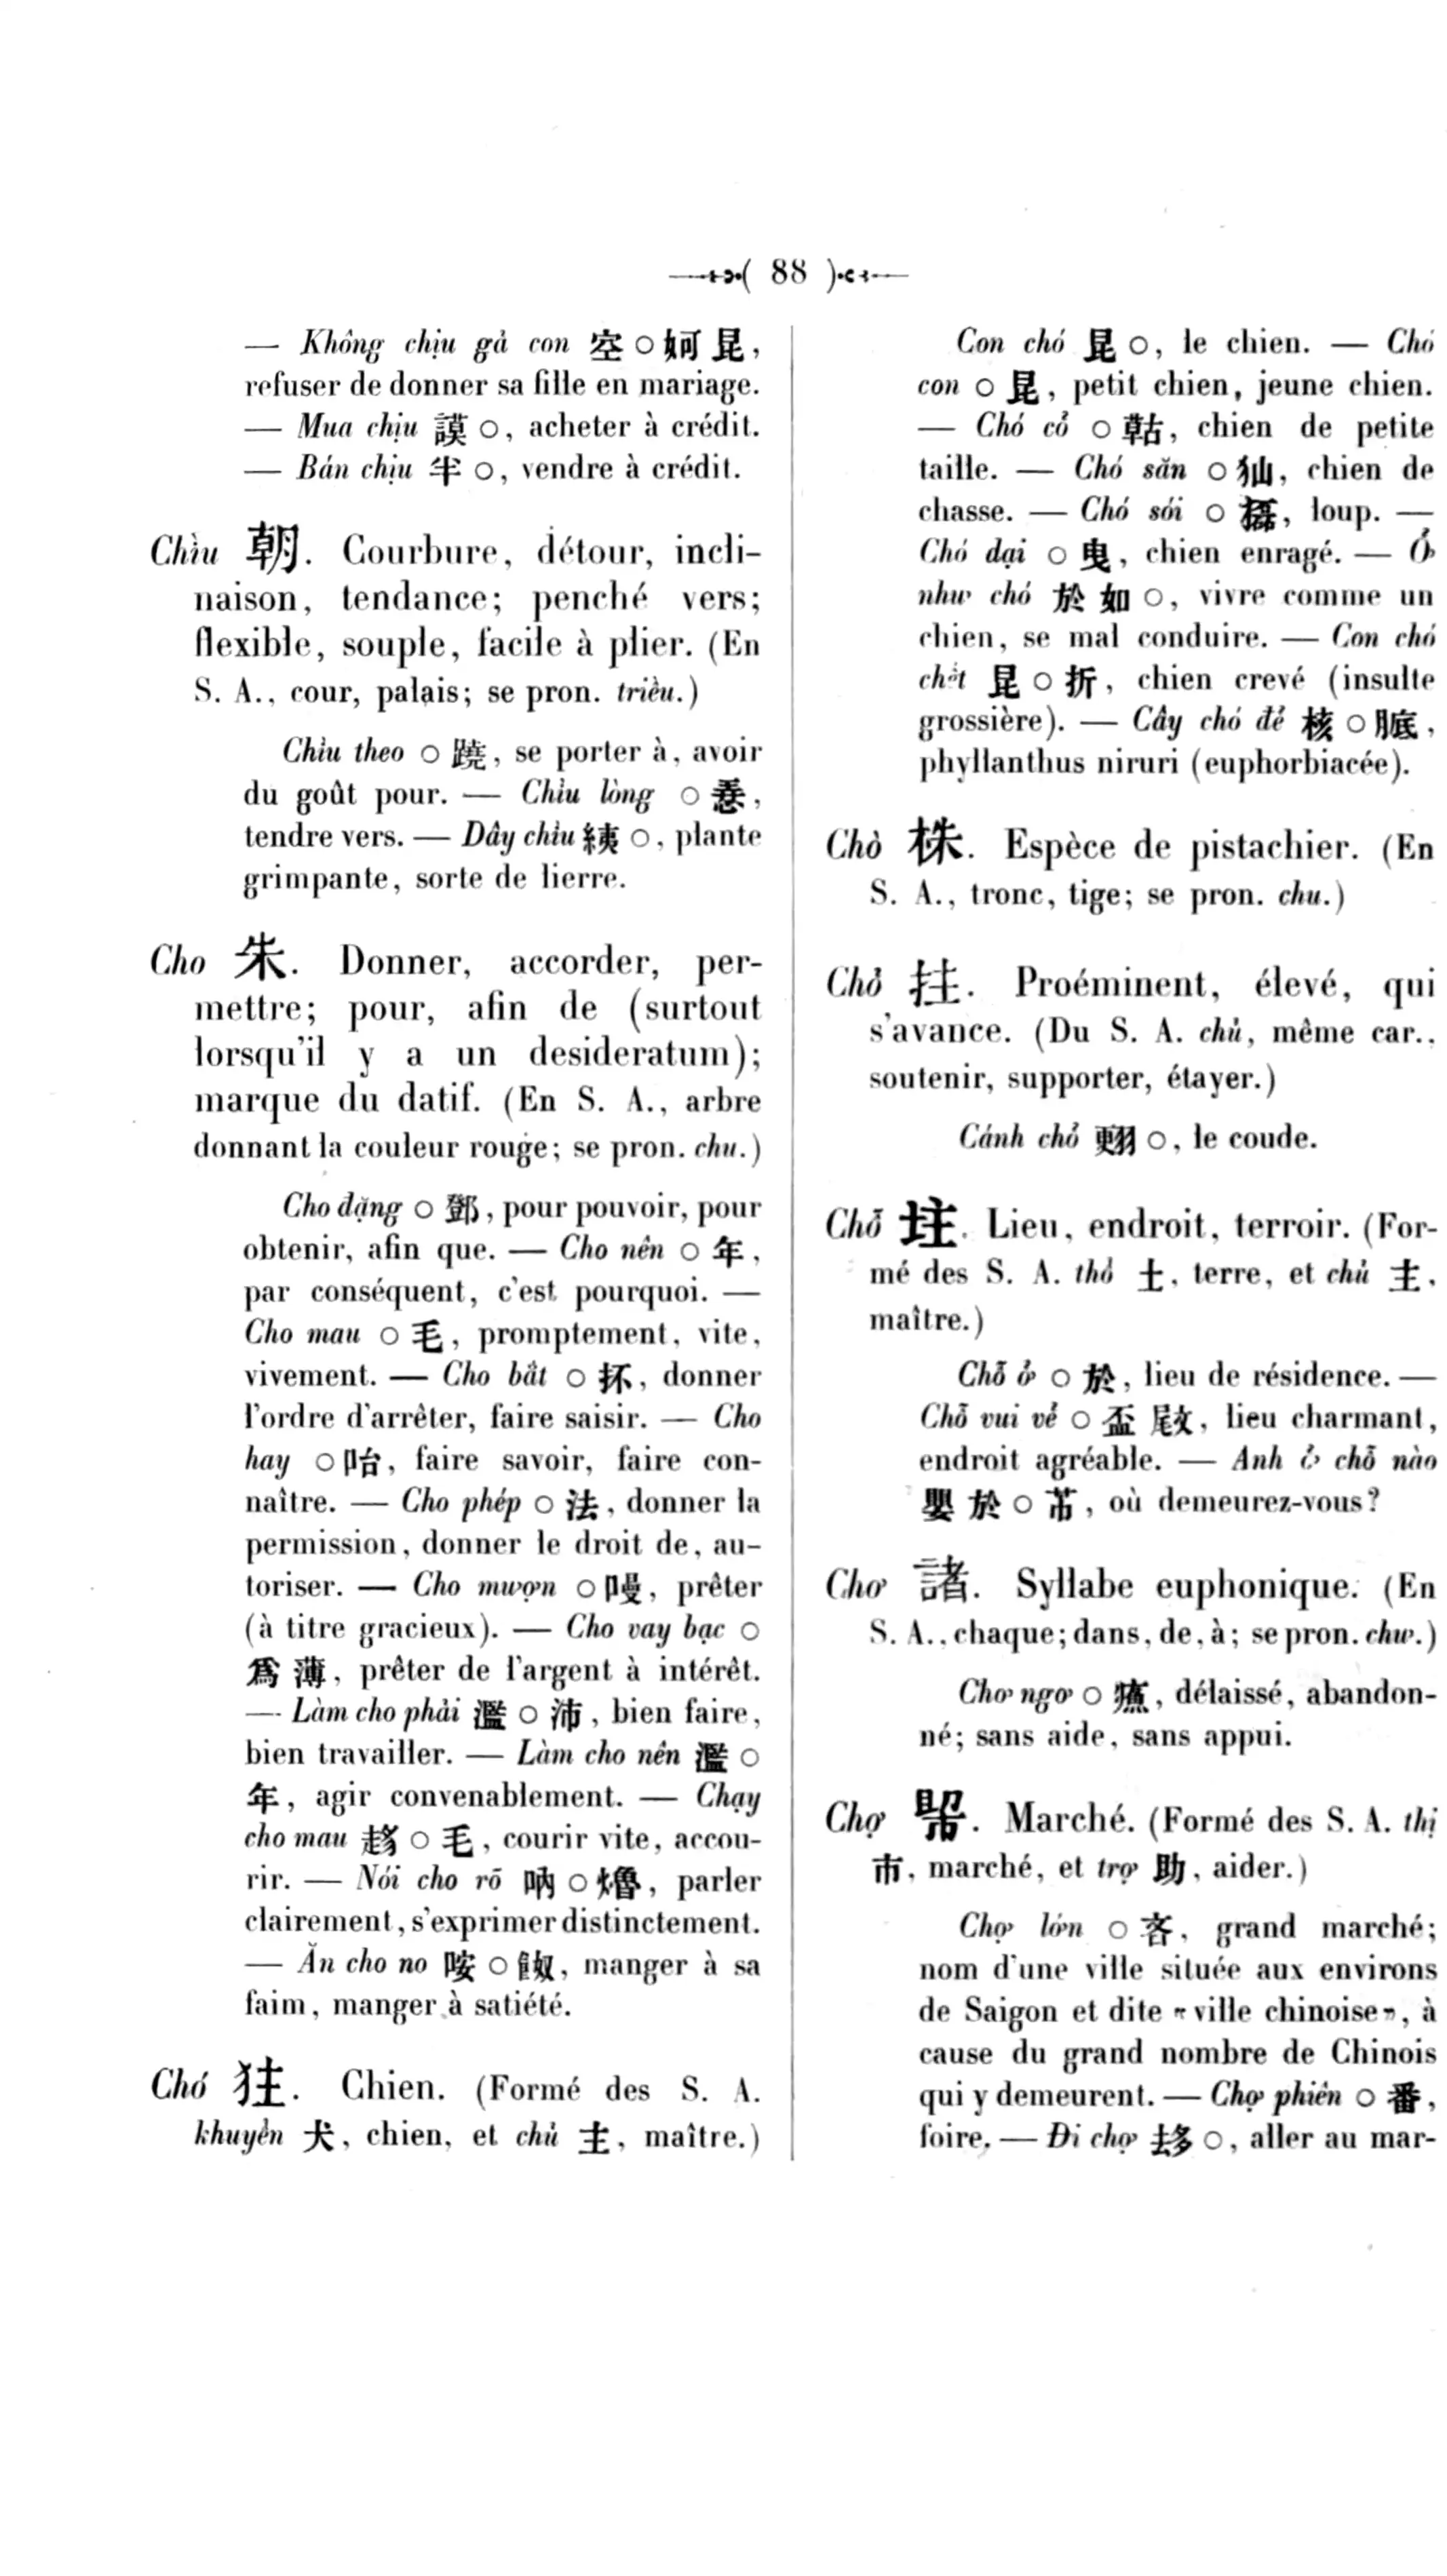 ( 88 )
— Không chịu gả con 空 ○ 妸 昆,
refuser de donner sa fille en mariage.
— Mua chịu 謨 ○, acheter à crédit.
— Bán chịu 半 ○, vendre à crédit.
Chìu 朝. Courbure, détour, incli-
naison, tendance; penché vers;
flexible, souple, facile à plier. (En
S. A., cour, palais; se pron. triều.)
Chìu theo ○ 蹺, se porter à, avoir
du goût pour. — Chìu lòng ○,
tendre vers. — Dây chìu ○, plante
grimpante, sorte de lierre.
Cho 朱. Donner, accorder, per-
mettre; pour, afin de (surtout
lorsqu'il y a un desideratum);
marque du datif. (En S. A., arbre
donnant la couleur rouge; se pron. chu.)
Cho đặng ○ 鄧, pour pouvoir, pour
obtenir, afin que. — Cho nên ○ 年,
par conséquent, c'est pourquoi. —
Cho mau ○ 毛, promptement, vite,
vivement. — Cho bắt ○ 抔, donner
l'ordre d'arrêter, faire saisir. — Cho
hay ○ 咍, faire savoir, faire con-
naître. — Cho phép ○ 法, donner la
permission, donner le droit de, au-
toriser. — Cho mượn ○ 嘪, prêter
(à titre gracieux). — Cho vay bạc ○
爲 薄, prêter de l'argent à intérêt.
— Làm cho phải 濫 ○ 沛, bien faire,
bien travailler. — Làm cho nên 濫 ○
年, agir convenablement. — Chạy
cho mau 趍 ○ 毛, courir vite, accou-
rir. — Nói cho rõ 吶 ○ 爐, parler
clairement, s'exprimer distinctement.
— Ăn cho no 咹 ○, manger à sa
faim, manger à satiété.
Chó 㹥. Chien. (Formé des S. A.
khuyển 犬, chien, et chủ 主, maître.)
Con chó 昆 ○, le chien. — Chó
con ○ 昆, petit chien, jeune chien.
— Chó cỏ ○, chien de petite
taille. — Chó săn ○, chien de
chasse. — Chó sói ○, loup. —
Chó dại ○ 曳, chien enragé. — Ở
như chó 於 如 ○, vivre comme un
chien, se mal conduire. — Con chó
chết 昆 ○ 折, chien crevé (insulte
grossière). — Cây chó đẻ 核 ○,
phyllanthus niruri (euphorbiacée).
Chò 株. Espèce de pistachier. (En
S. A., tronc, tige; se pron. chu.)
Chỏ 拄. Proéminent, élevé, qui
s'avance. (Du S. A. chủ, même car.,
soutenir, supporter, étayer.)
Cánh chỏ ○, le coude.
Chỗ 㘱. Lieu, endroit, terroir. (For-
mé des S. A. thổ 土, terre, et chủ 主,
maître.)
Chỗ ở ○ 於, lieu de résidence. —
Chỗ vui vẻ ○ 盃, lieu charmant,
endroit agréable. — Anh ở chỗ nào
嬰 於 ○ 芇, où demeurez-vous?
Chơ 諸. Syllabe euphonique. (En
S. A., chaque; dans, de, à; se pron. chư.)
Chơ ngơ ○, délaissé, abandon-
né; sans aide, sans appui.
Chợ. Marché. (Formé des S. A. thị
市, marché, et trợ 助, aider.)
Chợ lớn ○ 吝, grand marché;
nom d'une ville située aux environs
de Saigon et dite «ville chinoise», à
cause du grand nombre de Chinois
qui y demeurent. — Chợ phiên ○ 番,
foire. — Đi chợ 𠫾 ○, aller au mar-